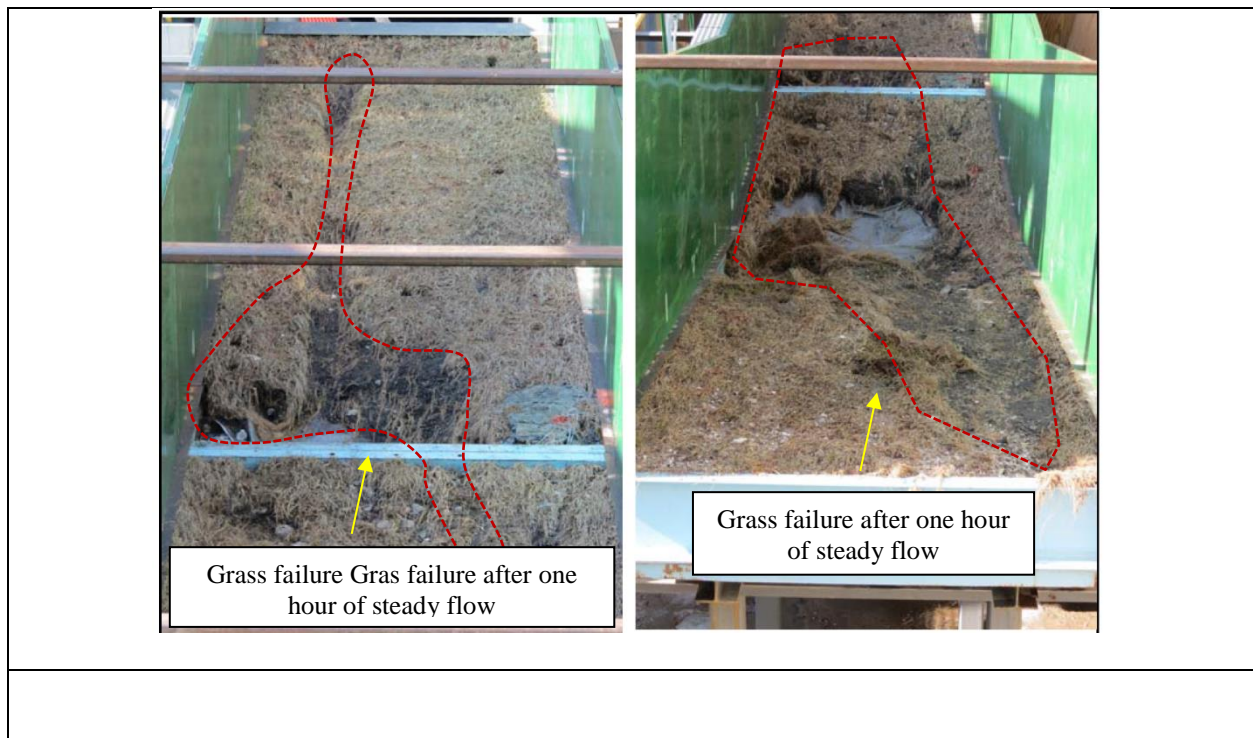 Grass failure Gras failure after one
hour of steady flow
Grass failure after one hour
of steady flow